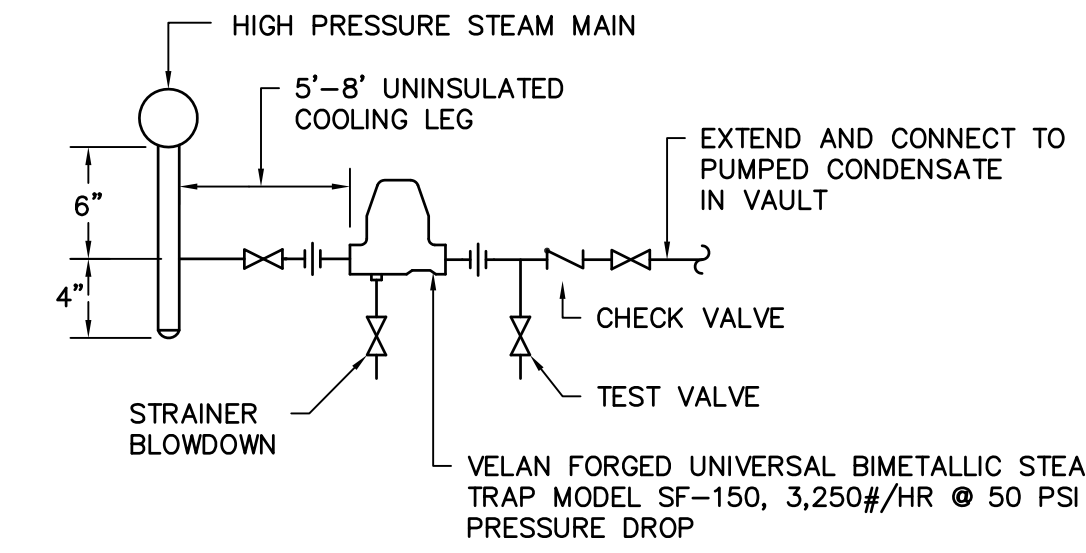 HIGH PRESSURE STEAM MAIN
5'-8' UNINSULATED
COOLING LEG
EXTEND AND CONNECT TO
PUMPED CONDENSATE
IN VAULT
6"
4"
CHECK VALVE
TEST VALVE
STRAINER
BLOWDOWN
VELAN FORGED UNIVERSAL BIMETALLIC STEA
TRAP MODEL SF-150, 3,250#/HR @ 50 PSI
PRESSURE DROP